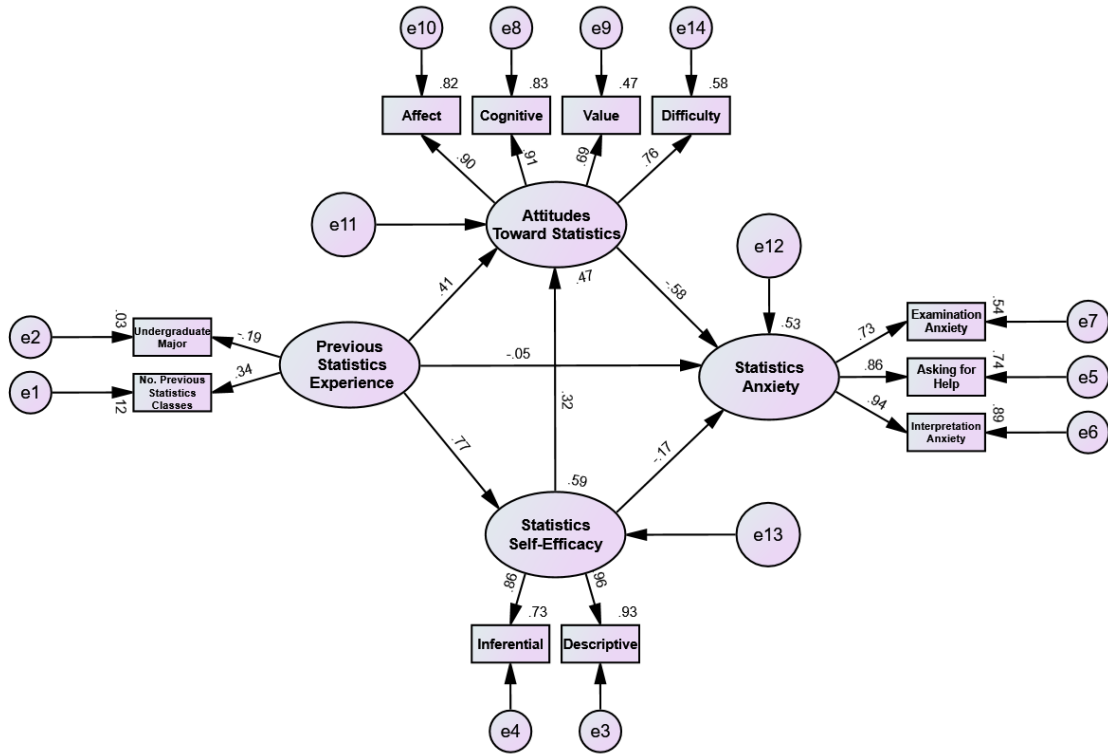 e10
e8
e9
e14
.82
.83
.47
.58
Affect
Cognitive
Value
Difficulty
.90
.91
.69
.76
e11
Attitudes
Toward Statistics
e12
.47
.41
-.58
.53
e2
.03
Undergraduate
Major
-.19
Previous
Statistics
Experience
-.05
Statistics
Anxiety
.73
Examination
Anxiety
.54
e7
e1
.12
No. Previous
Statistics
Classes
.34
.86
Asking for
Help
.74
e5
.94
Interpretation
Anxiety
.89
e6
.32
.77
-.17
.59
Statistics
Self-Efficacy
e13
.86
.96
.73
.93
Inferential
Descriptive
e4
e3